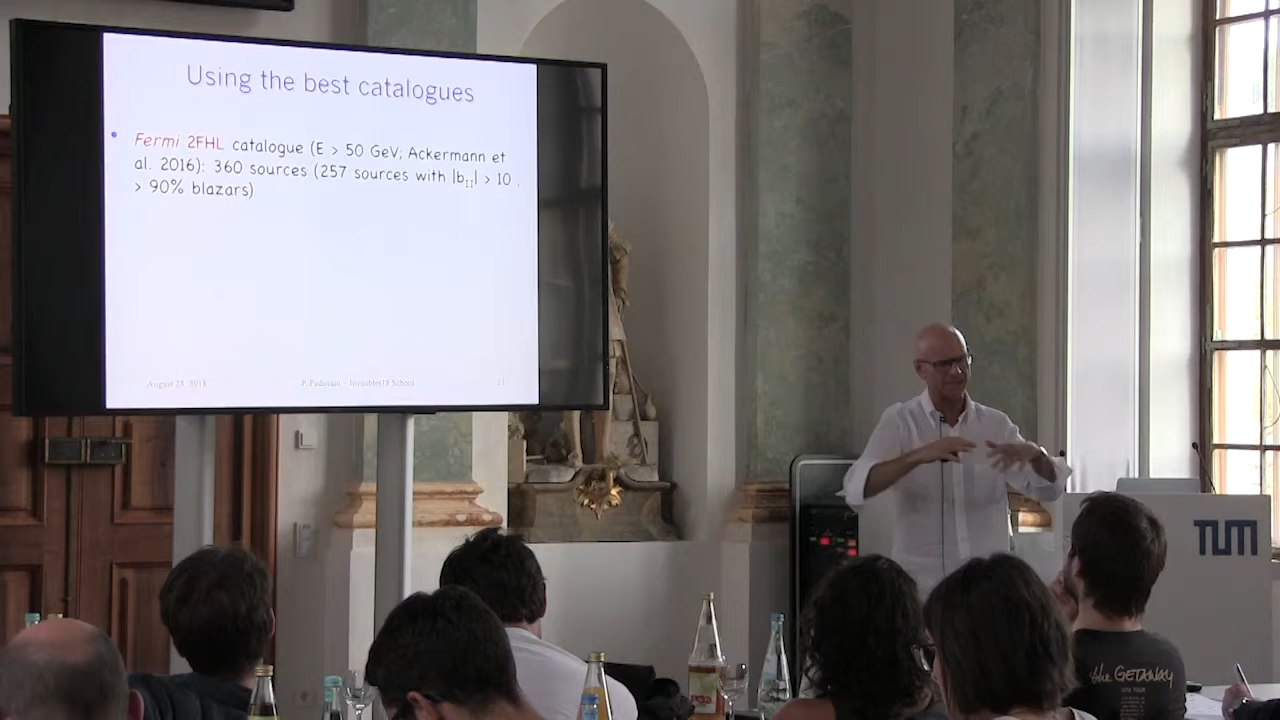 Using the best catalogues
• Fermi 2FHL catalogue (E > 50 GeV; Ackermann et
al. 2016): 360 sources (257 sources with |bII| > 10 ,
> 90% blazars)
August 28, 2018
P. Padovani - Invisibles18 School
21
TUM
the GETAWAY